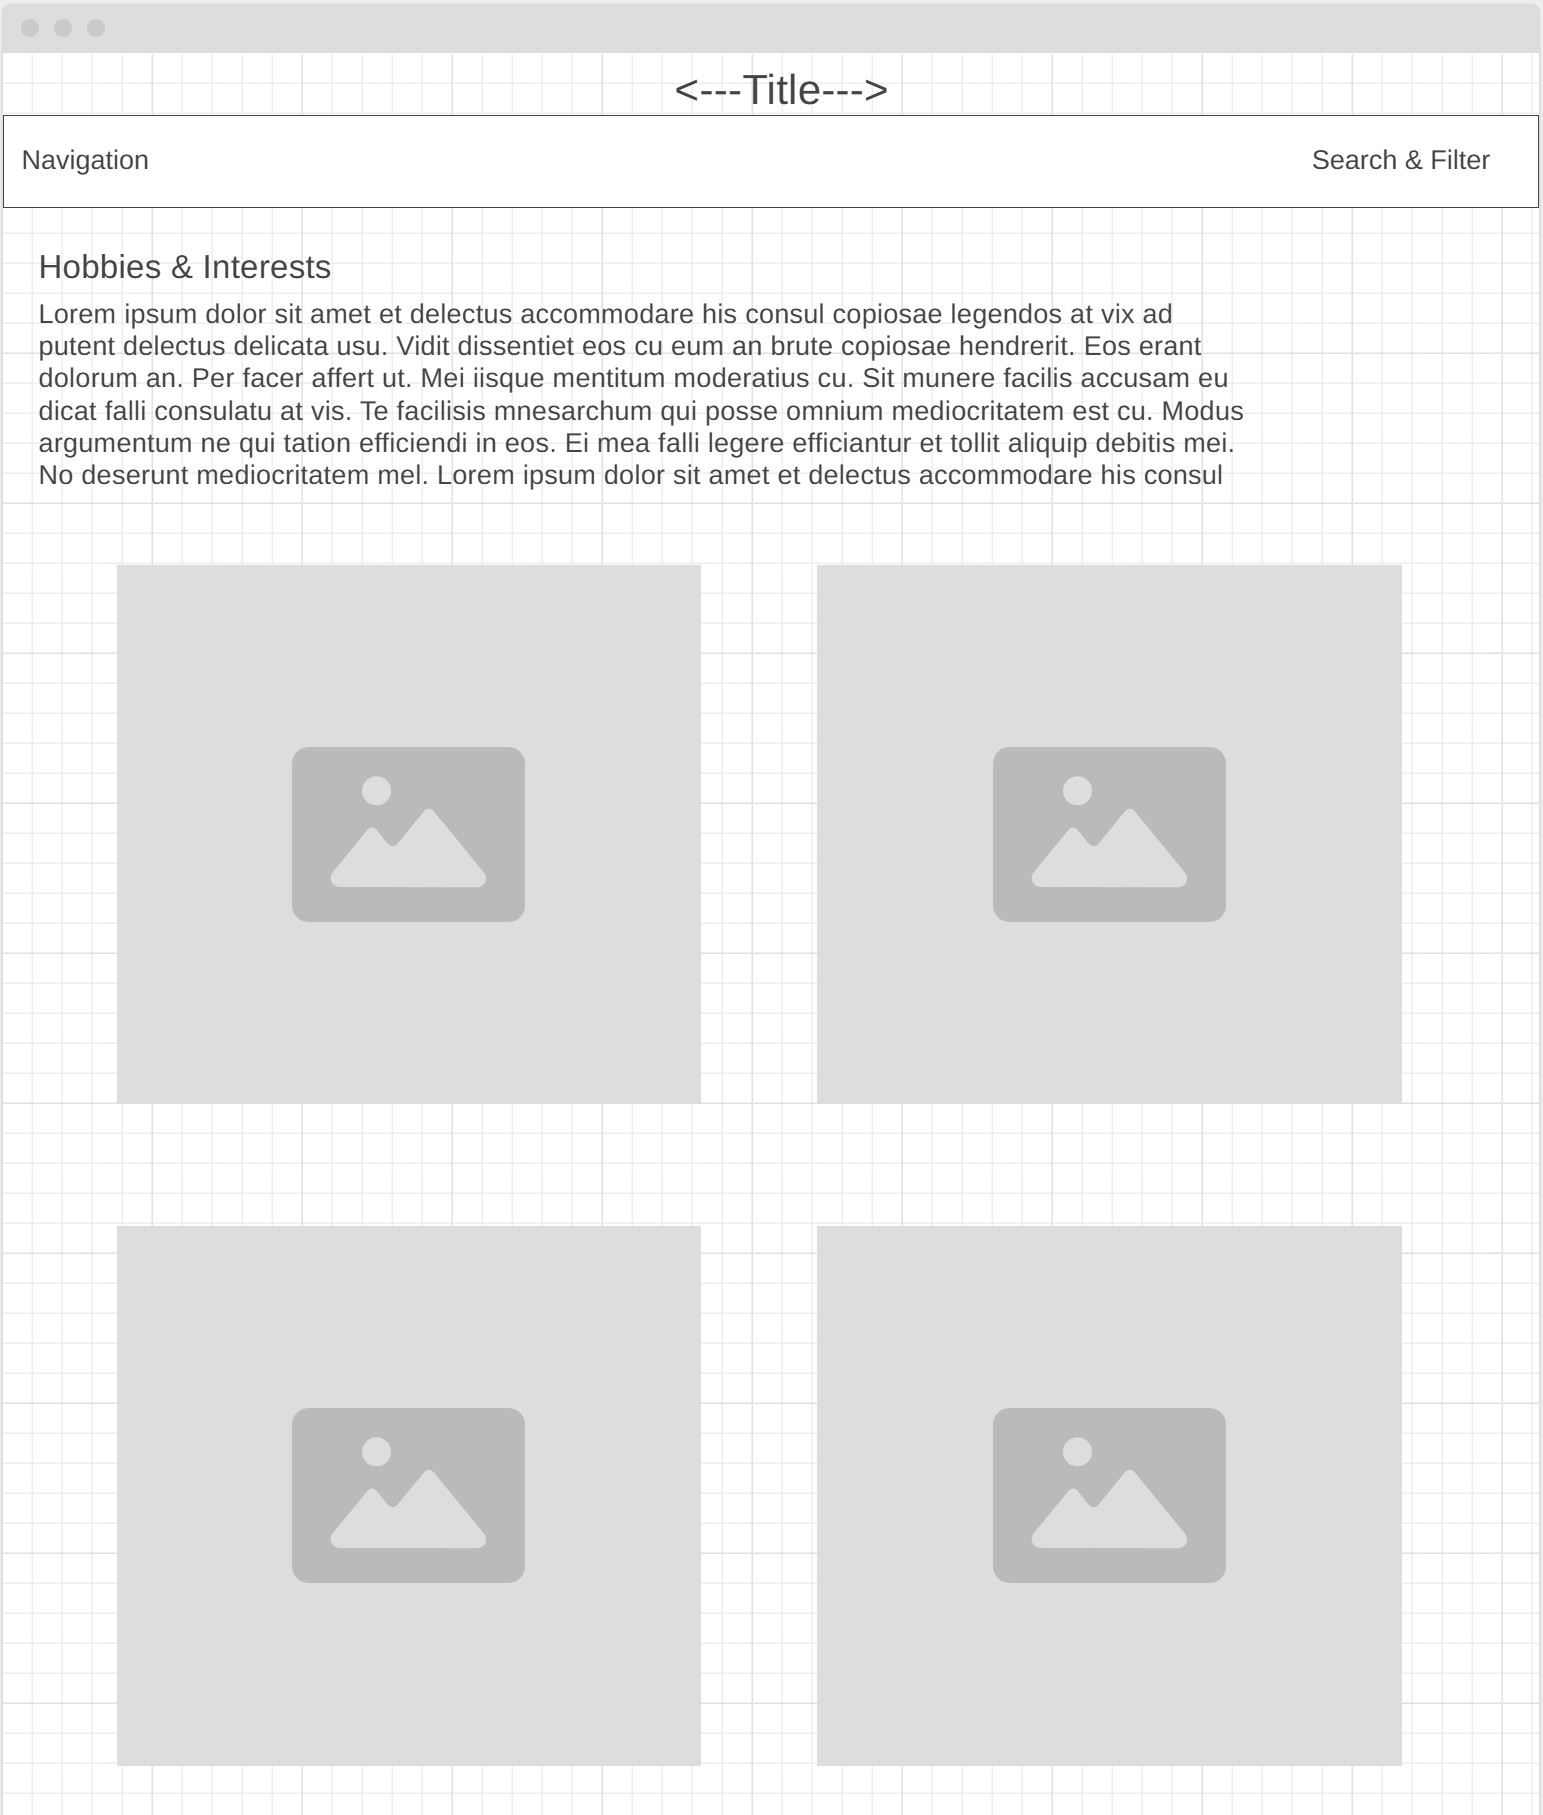 <---Title--->
Navigation
Search & Filter
Hobbies & Interests
Lorem ipsum dolor sit amet et delectus accommodare his consul copiosae legendos at vix ad
putent delectus delicata usu. Vidit dissentiet eos cu eum an brute copiosae hendrerit. Eos erant
dolorum an. Per facer affert ut. Mei iisque mentitum moderatius cu. Sit munere facilis accusam eu
dicat falli consulatu at vis. Te facilisis mnesarchum qui posse omnium mediocritatem est cu. Modus
argumentum ne qui tation efficiendi in eos. Ei mea falli legere efficiantur et tollit aliquip debitis mei.
No deserunt mediocritatem mel. Lorem ipsum dolor sit amet et delectus accommodare his consul